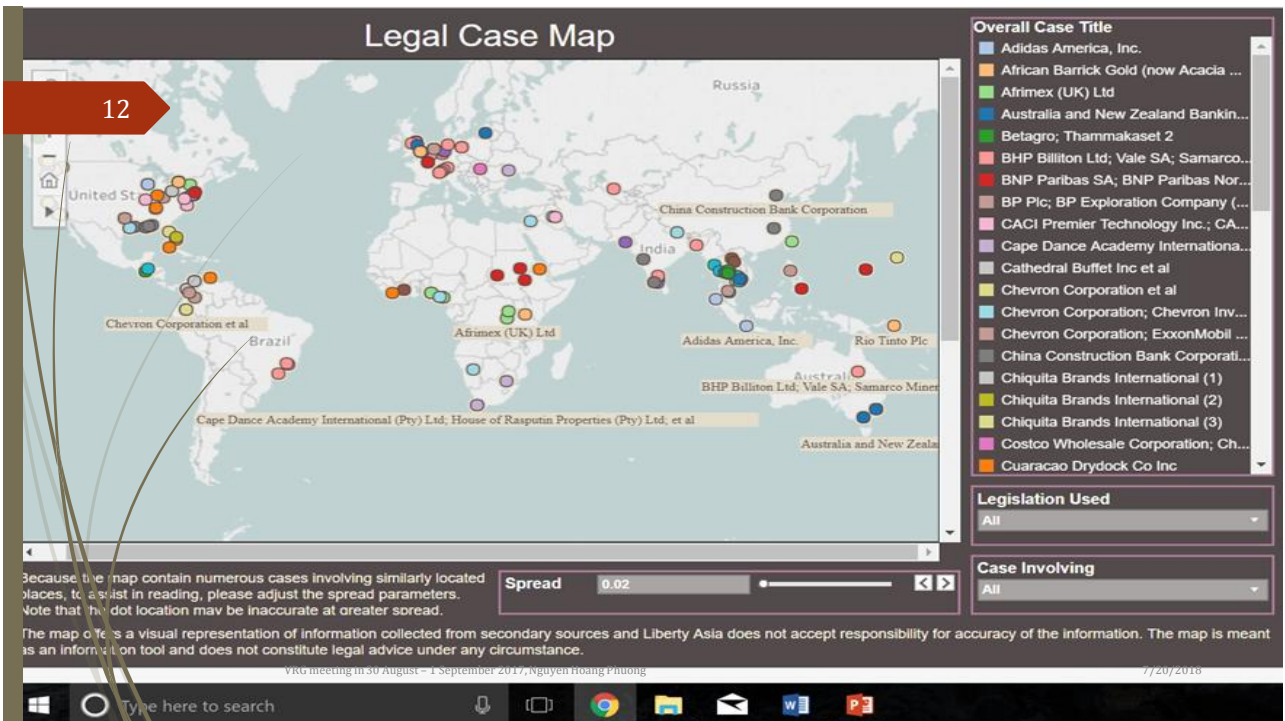 Legal Case Map
12
Russia
United St
China Construction Bank Corporation
India
Chevron Corporation et al
Brazil
Afrimex (UK) Ltd
Adidas America, Inc.
Rio Tinto Plc
Australi
BHP Billiton Ltd; Vale SA; Samarco Miner
Cape Dance Academy International (Pty) Ltd; House of Rasputin Properties (Pty) Ltd; et al
Australia and New Zeala
Overall Case Title
Adidas America, Inc.
African Barrick Gold (now Acacia ...
Afrimex (UK) Ltd
Australia and New Zealand Bankin...
Betagro; Thammakaset 2
BHP Billiton Ltd; Vale SA; Samarco...
BNP Paribas SA; BNP Paribas Nor...
BP Plc; BP Exploration Company (...
CACI Premier Technology Inc.; CA...
Cape Dance Academy Internationa...
Cathedral Buffet Inc et al
Chevron Corporation et al
Chevron Corporation; Chevron Inv...
Chevron Corporation; ExxonMobil ...
China Construction Bank Corporati...
Chiquita Brands International (1)
Chiquita Brands International (2)
Chiquita Brands International (3)
Costco Wholesale Corporation; Ch...
Cuaracao Drydock Co Inc
Legislation Used
All
Case Involving
All
Because the map contain numerous cases involving similarly located
places, to assist in reading, please adjust the spread parameters.
Note that the dot location may be inaccurate at greater spread.
Spread
0.02
The map offers a visual representation of information collected from secondary sources and Liberty Asia does not accept responsibility for accuracy of the information. The map is meant
as an information tool and does not constitute legal advice under any circumstance.
VRG meeting in 30 August – 1 September 2017, Nguyen Hoang Phuong
7/20/2018
Type here to search